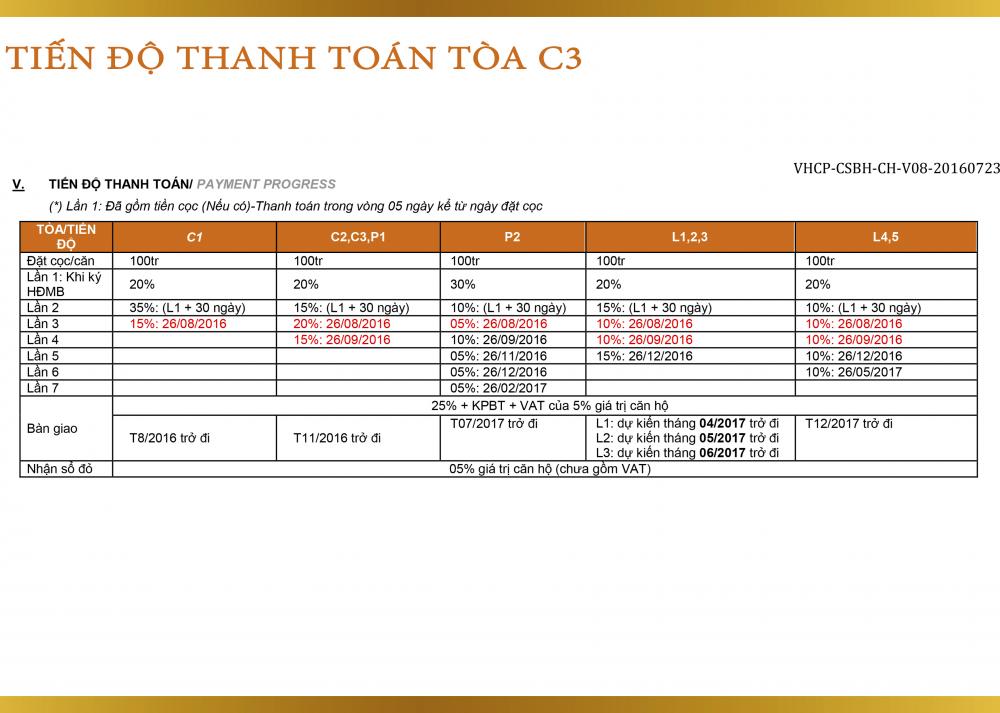 TIẾN ĐỘ THANH TOÁN TÒA C3
VHCP-CSBH-CH-V08-20160723
V. TIẾN ĐỘ THANH TOÁN/ PAYMENT PROGRESS
(*) Lần 1: Đã gồm tiền cọc (Nếu có)-Thanh toán trong vòng 05 ngày kể từ ngày đặt cọc
TÒA/TIẾN ĐỘ C1 C2,C3,P1 P2 L1,2,3 L4,5
Đặt cọc/căn 100tr 100tr 100tr 100tr 100tr
Lần 1: Khi ký HĐMB 20% 20% 30% 20% 20%
Lần 2 35%: (L1 + 30 ngày) 15%: (L1 + 30 ngày) 10%: (L1 + 30 ngày) 15%: (L1 + 30 ngày) 10%: (L1 + 30 ngày)
Lần 3 15%: 26/08/2016 20%: 26/08/2016 05%: 26/08/2016 10%: 26/08/2016 10%: 26/08/2016
Lần 4 15%: 26/09/2016 10%: 26/09/2016 10%: 26/09/2016 10%: 26/09/2016
Lần 5 05%: 26/11/2016 15%: 26/12/2016 10%: 26/12/2016
Lần 6 05%: 26/12/2016 10%: 26/05/2017
Lần 7 05%: 26/02/2017
Bàn giao 25% + KPBT + VAT của 5% giá trị căn hộ
T8/2016 trở đi T11/2016 trở đi T07/2017 trở đi L1: dự kiến tháng 04/2017 trở đi T12/2017 trở đi
L2: dự kiến tháng 05/2017 trở đi
L3: dự kiến tháng 06/2017 trở đi
Nhận sổ đỏ 05% giá trị căn hộ (chưa gồm VAT)